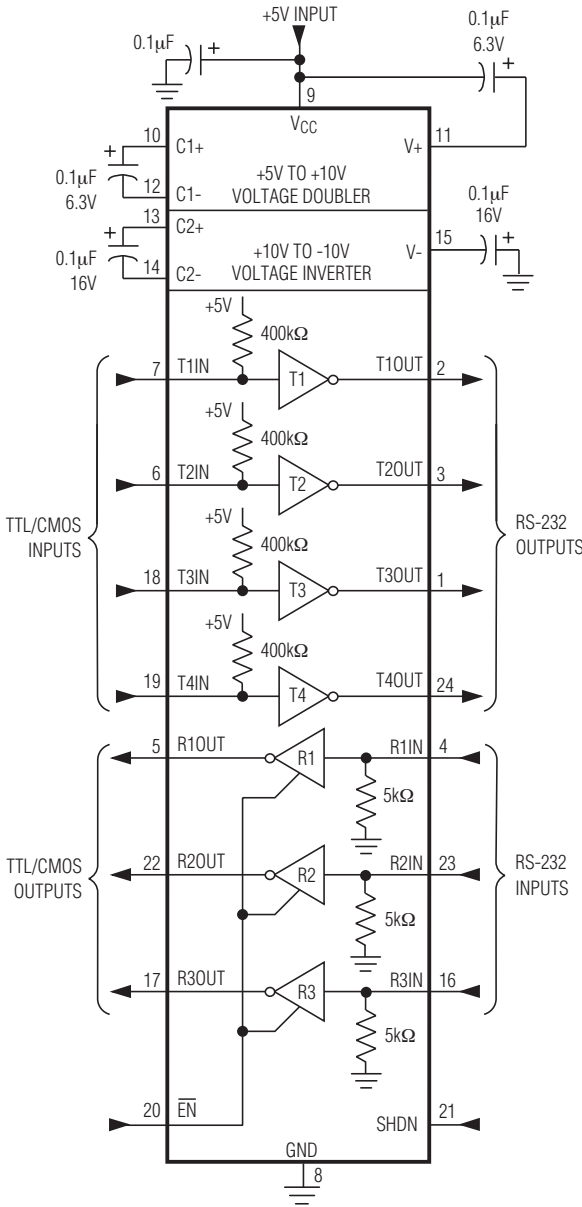 +5V INPUT
0.1μF
0.1μF
6.3V
9
VCC
10
C1+
V+
11
0.1μF
6.3V
+5V TO +10V
VOLTAGE DOUBLER
12
C1-
13
C2+
0.1μF
16V
0.1μF
16V
14
C2-
+10V TO -10V
VOLTAGE INVERTER
V-
15
+5V
400kΩ
7
T1IN
T1
T1OUT
2
+5V
400kΩ
6
T2IN
T2
T2OUT
3
TTL/CMOS
INPUTS
RS-232
OUTPUTS
+5V
400kΩ
18
T3IN
T3
T3OUT
1
+5V
400kΩ
19
T4IN
T4
T4OUT
24
5
R1OUT
R1
R1IN
4
5kΩ
TTL/CMOS
OUTPUTS
22
R2OUT
R2
R2IN
23
RS-232
INPUTS
5kΩ
17
R3OUT
R3
R3IN
16
5kΩ
20
EN
SHDN
21
GND
8
+
+
+
+
+